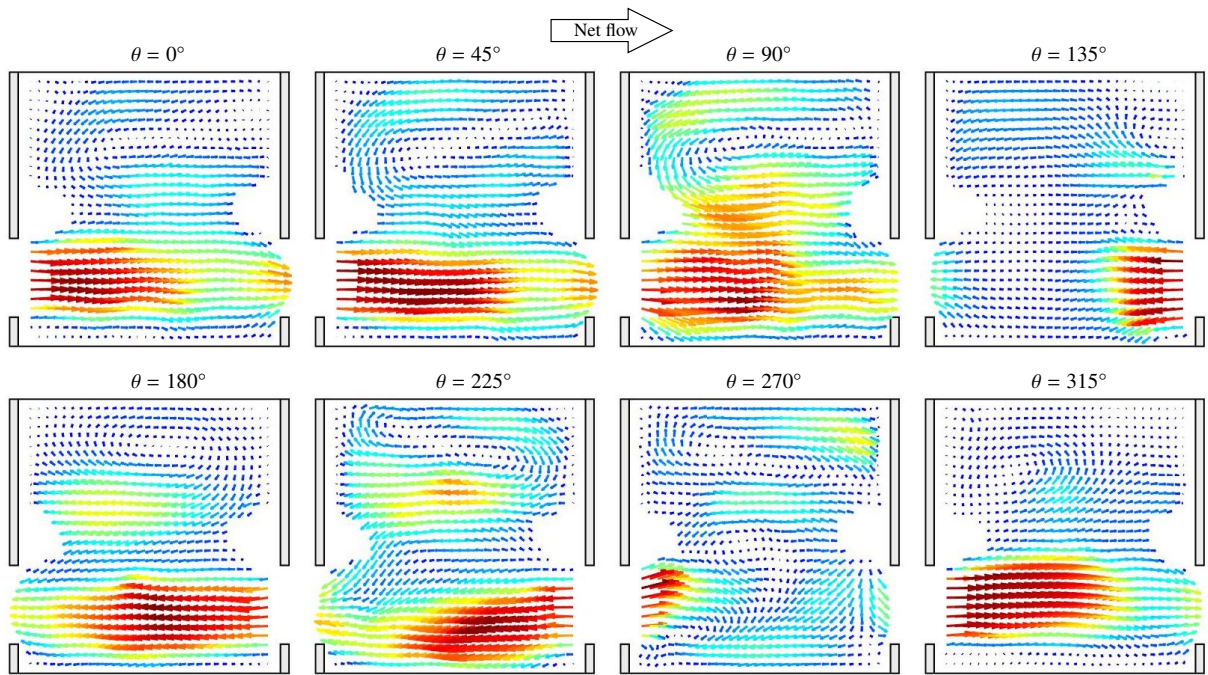 Net flow
θ = 0°
θ = 45°
θ = 90°
θ = 135°
θ = 180°
θ = 225°
θ = 270°
θ = 315°